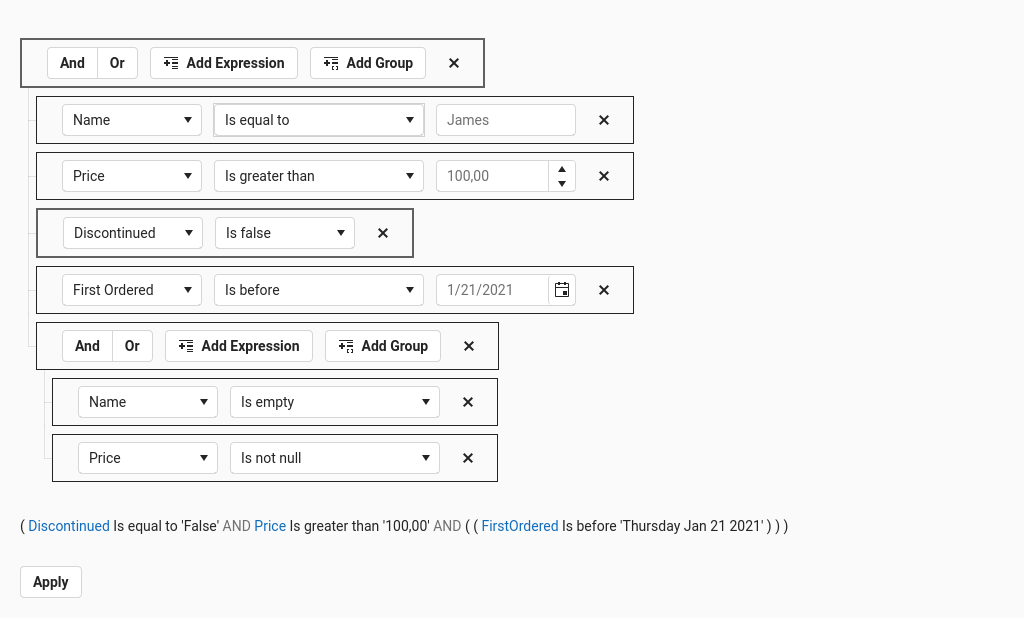 And Or Add Expression Add Group
Name Is equal to James
Price Is greater than 100,00
Discontinued Is false
First Ordered Is before 1/21/2021
And Or Add Expression Add Group
Name Is empty
Price Is not null
( Discontinued Is equal to 'False' AND Price Is greater than '100,00' AND ( ( FirstOrdered Is before 'Thursday Jan 21 2021' ) ) )
Apply